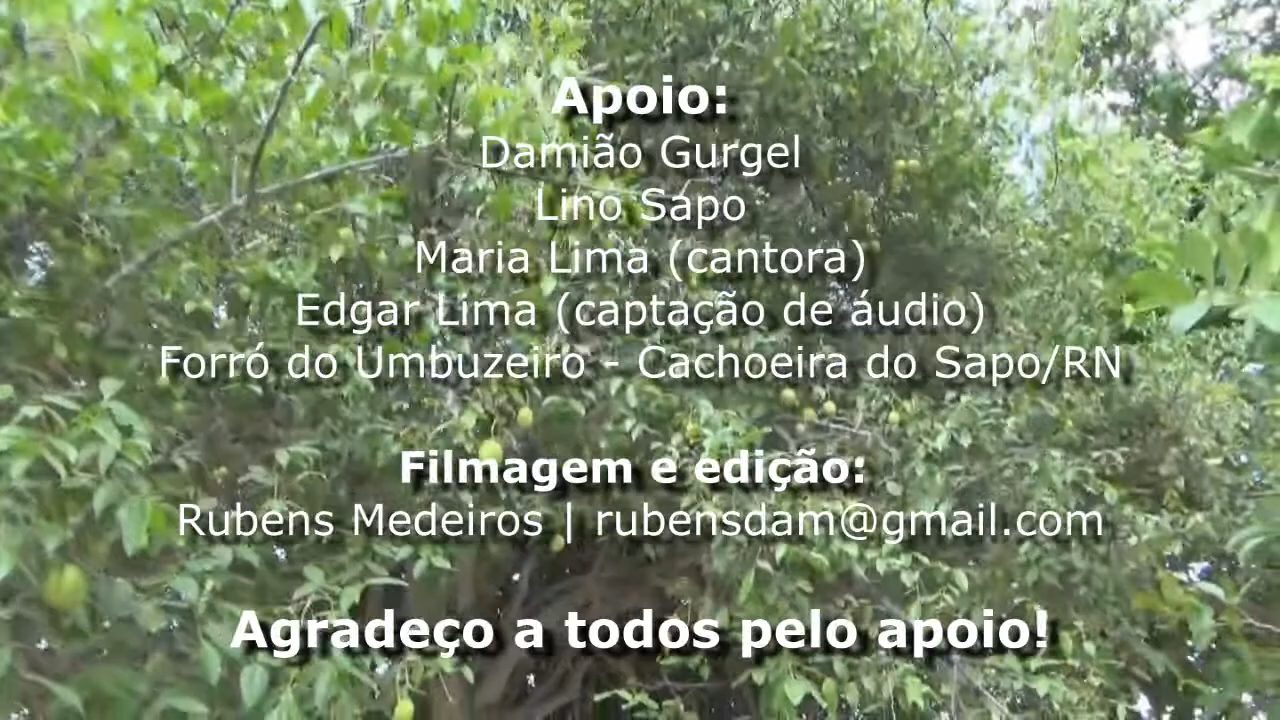 Apoio:
Damião Gurgel
Lino Sapo
Maria Lima (cantora)
Edgar Lima (captação de áudio)
Forró do Umbuzeiro - Cachoeira do Sapo/RN
Filmagem e edição:
Rubens Medeiros | rubensdam@gmail.com
Agradeço a todos pelo apoio!